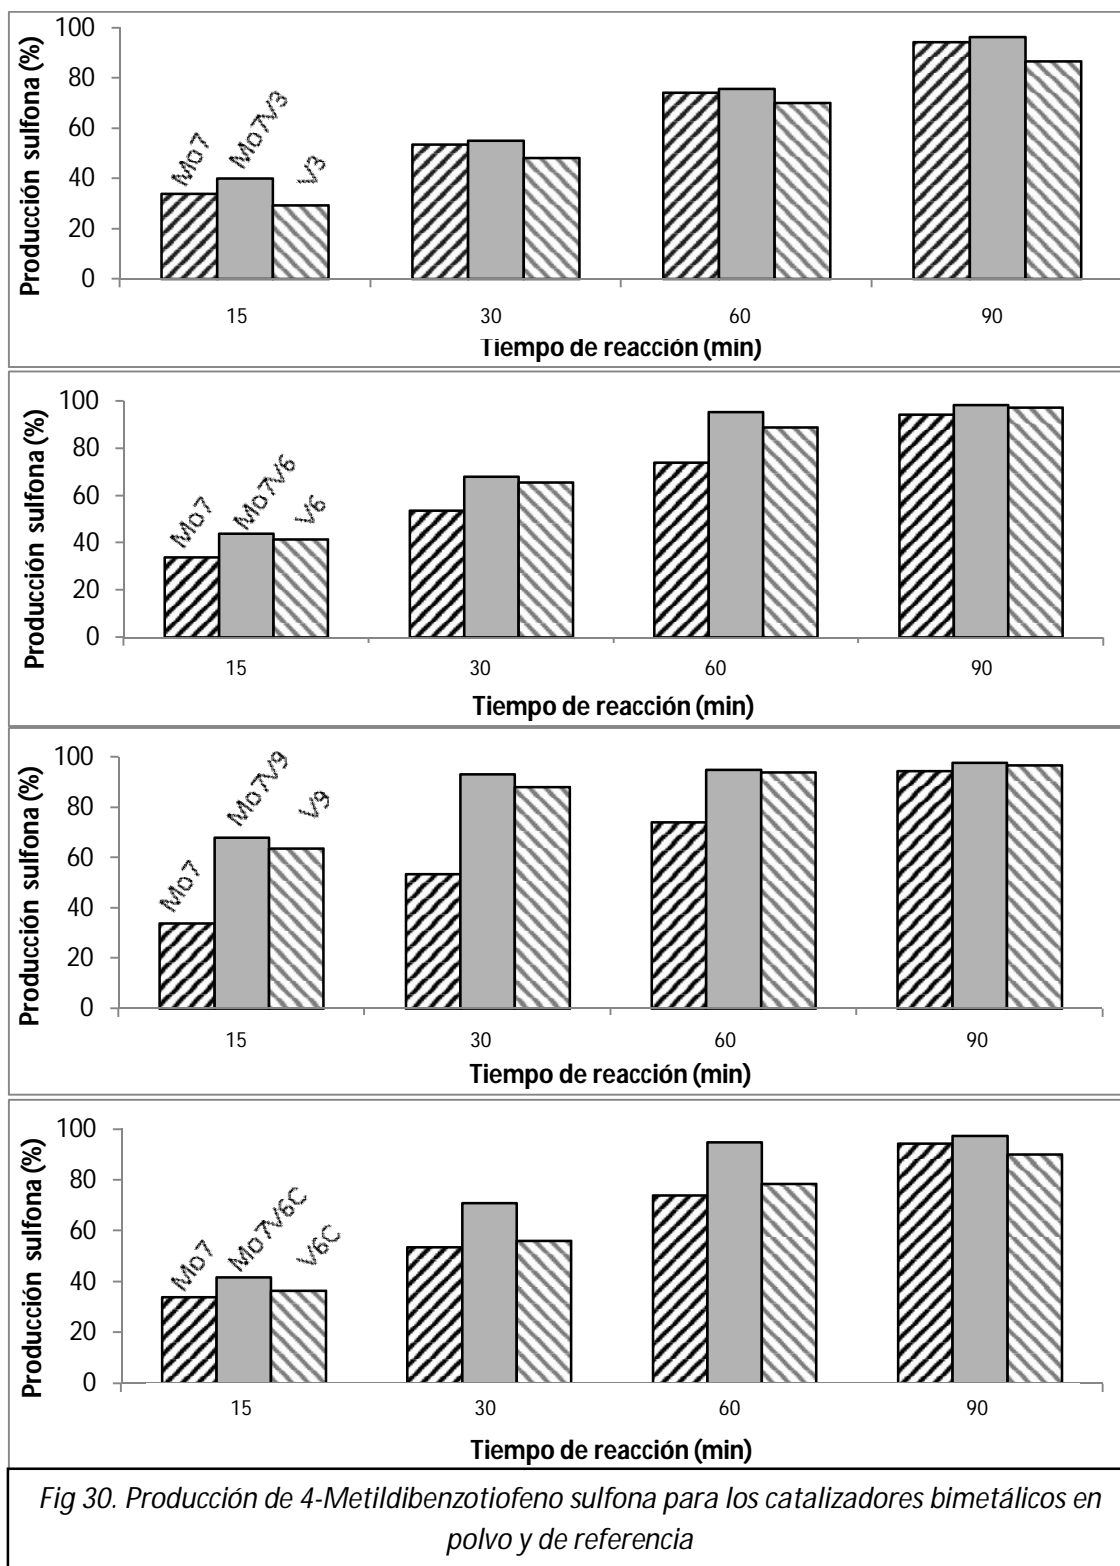 Producción sulfona (%)
100
80
60
40
20
0
Mo7
Mo7V3
V3
15
30
60
90
Tiempo de reacción (min)
Producción sulfona (%)
100
80
60
40
20
0
Mo7
Mo7V6
V6
15
30
60
90
Tiempo de reacción (min)
Producción sulfona (%)
100
80
60
40
20
0
Mo7
Mo7V9
V9
15
30
60
90
Tiempo de reacción (min)
Producción sulfona (%)
100
80
60
40
20
0
Mo7
Mo7V6C
V6C
15
30
60
90
Tiempo de reacción (min)
Fig 30. Producción de 4-Metildibenzotiofeno sulfona para los catalizadores bimetálicos en
polvo y de referencia